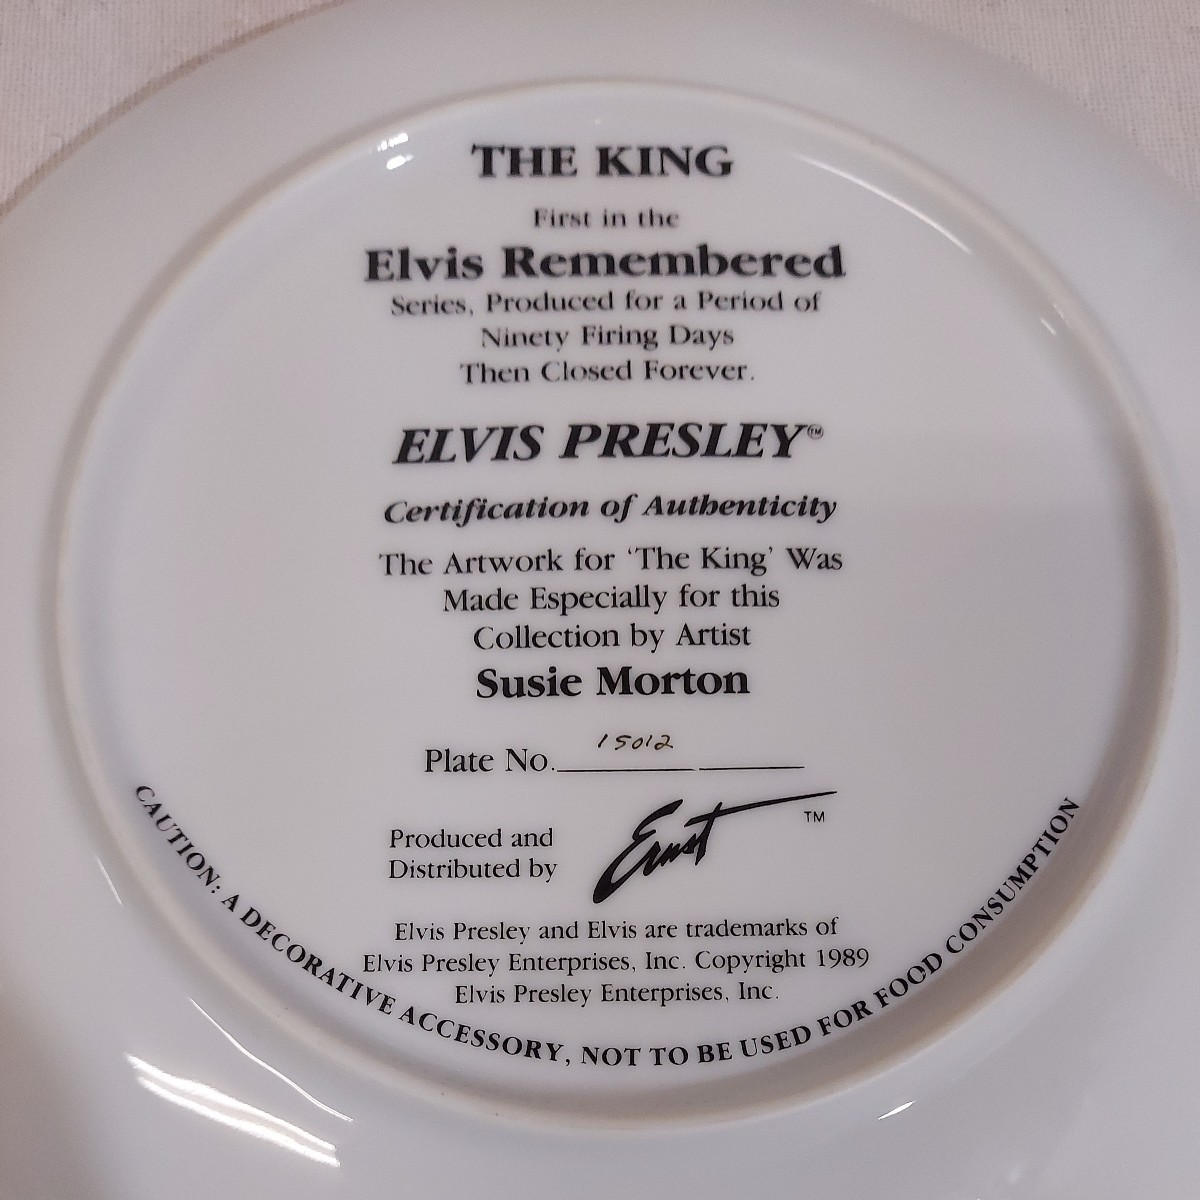 THE KING
First in the
Elvis Remembered
Series, Produced for a Period of
Ninety Firing Days
Then Closed Forever.
ELVIS PRESLEY™
Certification of Authenticity
The Artwork for ‘The King’ Was
Made Especially for this
Collection by Artist
Susie Morton
Plate No. 15012
Produced and
Distributed by
Ernst ™
Elvis Presley and Elvis are trademarks of
Elvis Presley Enterprises, Inc. Copyright 1989
Elvis Presley Enterprises, Inc.
CAUTION: A DECORATIVE ACCESSORY, NOT TO BE USED FOR FOOD CONSUMPTION